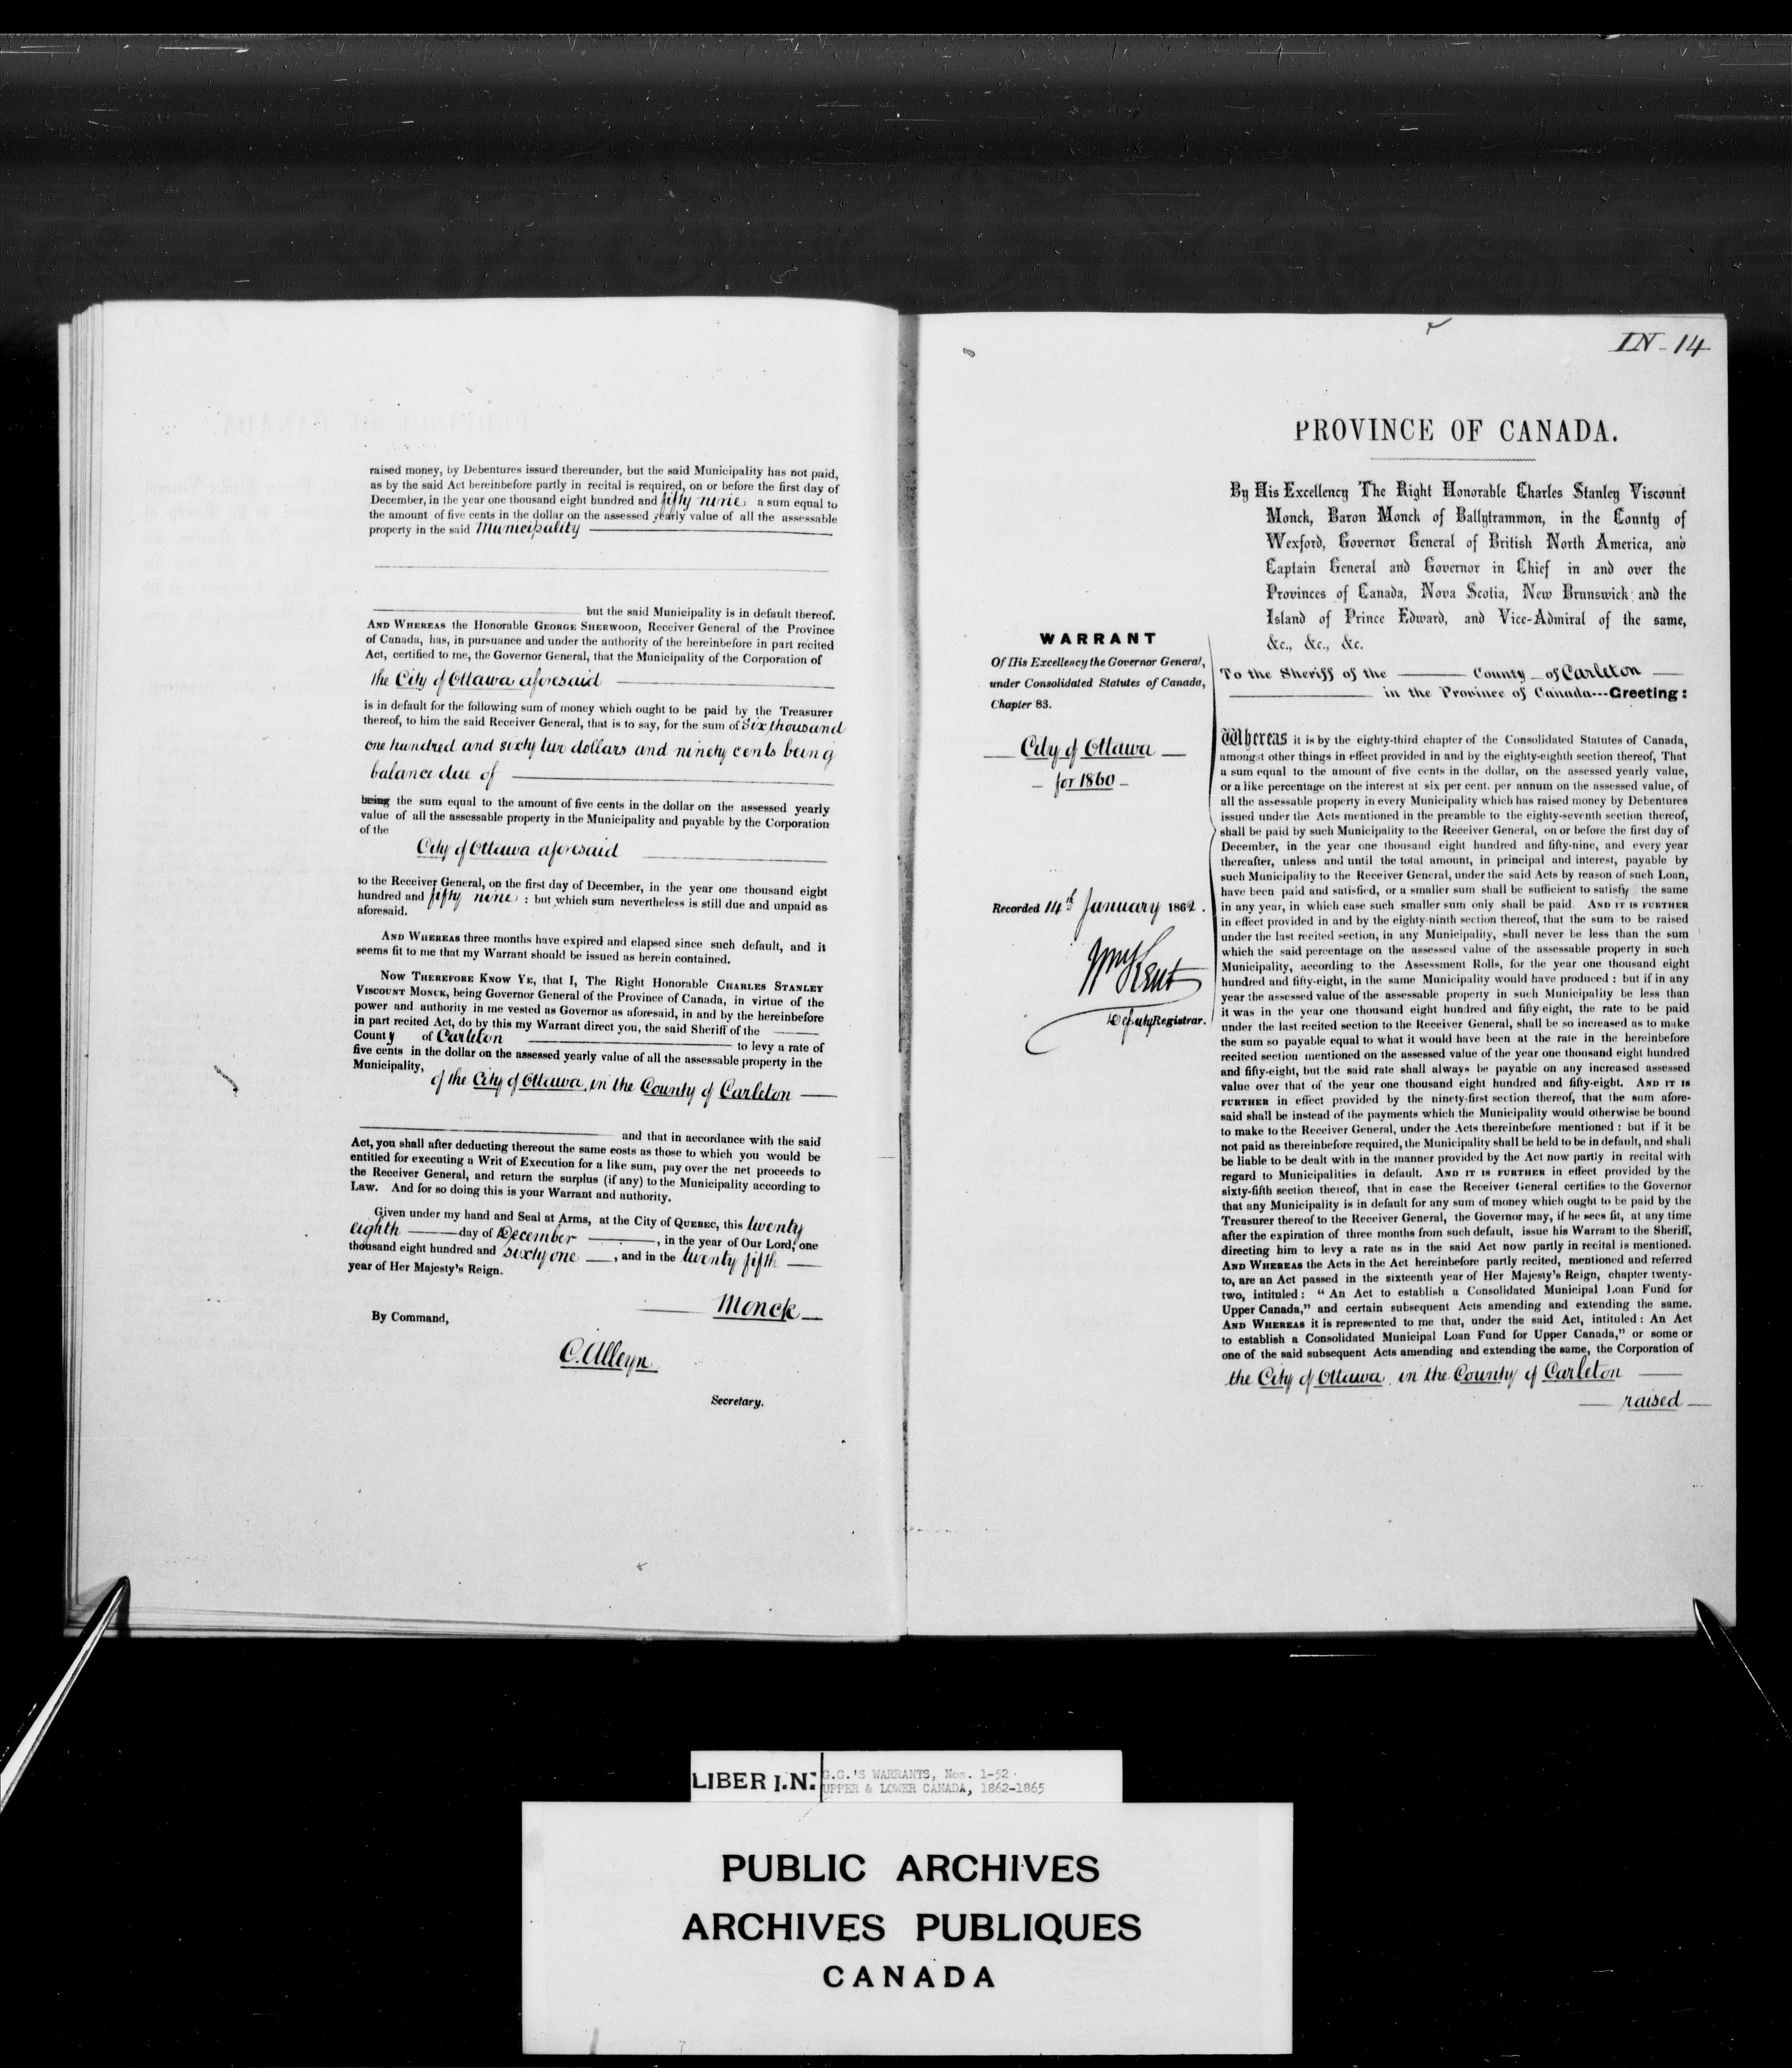 raised money, by Debentures issued thereunder, but the said Municipality has not paid,
as by the said Act hereinbefore partly in recital is required, on or before the first day of
December, in the year one thousand eight hundred and fifty nine a sum equal to
the amount of five cents in the dollar on the assessed yearly value of all the assessable
property in the said Municipality
but the said Municipality is in default thereof.
AND WHEREAS the Honorable GEORGE SHERWOOD, Receiver General of the Province
of Canada, has, in pursuance and under the authority of the hereinbefore in part recited
Act, certified to me, the Governor General, that the Municipality of the Corporation of
the City of Ottawa aforesaid
is in default for the following sum of money which ought to be paid by the Treasurer
thereof, to him the said Receiver General, that is to say, for the sum of Six thousand
one hundred and sixty two dollars and ninety cents being
balance due of
being the sum equal to the amount of five cents in the dollar on the assessed yearly
value of all the assessable property in the Municipality and payable by the Corporation
of the
City of Ottawa aforesaid
to the Receiver General, on the first day of December, in the year one thousand eight
hundred and fifty nine : but which sum nevertheless is still due and unpaid as
aforesaid.
AND WHEREAS three months have expired and elapsed since such default, and it
seems fit to me that my Warrant should be issued as herein contained.
NOW THEREFORE KNOW YE, that I, The Right Honorable CHARLES STANLEY
VISCOUNT MONCK, being Governor General of the Province of Canada, in virtue of the
power and authority in me vested as Governor as aforesaid, in and by the hereinbefore
in part recited Act, do by this my Warrant direct you, the said Sheriff of the
County of Carleton to levy a rate of
five cents in the dollar on the assessed yearly value of all the assessable property in the
Municipality,
of the City of Ottawa, in the County of Carleton
and that in accordance with the said
Act, you shall after deducting thereout the same costs as those to which you would be
entitled for executing a Writ of Execution for a like sum, pay over the net proceeds to
the Receiver General, and return the surplus (if any) to the Municipality according to
Law. And for so doing this is your Warrant and authority.
Given under my hand and Seal at Arms, at the City of QUEBEC, this twenty
eighth day of December, in the year of Our Lord, one
thousand eight hundred and sixty one, and in the twenty fifth
year of Her Majesty's Reign.
Monck
By Command,
C. Alleyn
Secretary.
IN-14
PROVINCE OF CANADA.
By His Excellency The Right Honorable Charles Stanley Viscount
Monck, Baron Monck of Ballytrammon, in the County of
Wexford, Governor General of British North America, and
Captain General and Governor in Chief in and over the
Provinces of Canada, Nova Scotia, New Brunswick and the
Island of Prince Edward, and Vice-Admiral of the same,
&c., &c., &c.
To the Sheriff of the County of Carleton
in the Province of Canada---Greeting:
WARRANT
Of His Excellency the Governor General,
under Consolidated Statutes of Canada,
Chapter 83.
City of Ottawa
for 1860
Recorded 14th January 1862.
Wm Kent
Deputy Registrar.
Whereas it is by the eighty-third chapter of the Consolidated Statutes of Canada,
amongst other things in effect provided in and by the eighty-eighth section thereof, That
a sum equal to the amount of five cents in the dollar, on the assessed yearly value,
or a like percentage on the interest at six per cent. per annum on the assessed value, of
all the assessable property in every Municipality which has raised money by Debentures
issued under the Acts mentioned in the preamble to the eighty-seventh section thereof,
shall be paid by such Municipality to the Receiver General, on or before the first day of
December, in the year one thousand eight hundred and fifty-nine, and every year
thereafter, unless and until the total amount, in principal and interest, payable by
such Municipality to the Receiver General, under the said Acts by reason of such Loan,
have been paid and satisfied, or a smaller sum shall be sufficient to satisfy the same
in any year, in which case such smaller sum only shall be paid. AND IT IS FURTHER
in effect provided in and by the eighty-ninth section thereof, that the sum to be raised
under the last recited section, in any Municipality, shall never be less than the sum
which the said percentage on the assessed value of the assessable property in such
Municipality, according to the Assessment Rolls, for the year one thousand eight
hundred and fifty-eight, in the same Municipality would have produced : but if in any
year the assessed value of the assessable property in such Municipality be less than
it was in the year one thousand eight hundred and fifty-eight, the rate to be paid
under the last recited section to the Receiver General, shall be so increased as to make
the sum so payable equal to what it would have been at the rate in the hereinbefore
recited section mentioned on the assessed value of the year one thousand eight hundred
and fifty-eight, but the said rate shall always be payable on any increased assessed
value over that of the year one thousand eight hundred and fifty-eight. AND IT IS
FURTHER in effect provided by the ninety-first section thereof, that the sum afore-
said shall be instead of the payments which the Municipality would otherwise be bound
to make to the Receiver General, under the Acts thereinbefore mentioned : but if it be
not paid as thereinbefore required, the Municipality shall be held to be in default, and shall
be liable to be dealt with in the manner provided by the Act now partly in recital with
regard to Municipalities in default. AND IT IS FURTHER in effect provided by the
sixty-fifth section thereof, that in case the Receiver General certifies to the Governor
that any Municipality is in default for any sum of money which ought to be paid by the
Treasurer thereof to the Receiver General, the Governor may, if he sees fit, at any time
after the expiration of three months from such default, issue his Warrant to the Sheriff,
directing him to levy a rate as in the said Act now partly in recital is mentioned.
AND WHEREAS the Acts in the Act hereinbefore partly recited, mentioned and referred
to, are an Act passed in the sixteenth year of Her Majesty's Reign, chapter twenty-
two, intituled : “ An Act to establish a Consolidated Municipal Loan Fund for
Upper Canada,” and certain subsequent Acts amending and extending the same.
AND WHEREAS it is represented to me that, under the said Act, intituled : An Act
to establish a Consolidated Municipal Loan Fund for Upper Canada,” or some or
one of the said subsequent Acts amending and extending the same, the Corporation of
the City of Ottawa, in the County of Carleton
raised
LIBER I.N.
G.G.'S WARRANTS, Nos. 1-52
UPPER & LOWER CANADA, 1862-1865
PUBLIC ARCHIVES
ARCHIVES PUBLIQUES
CANADA